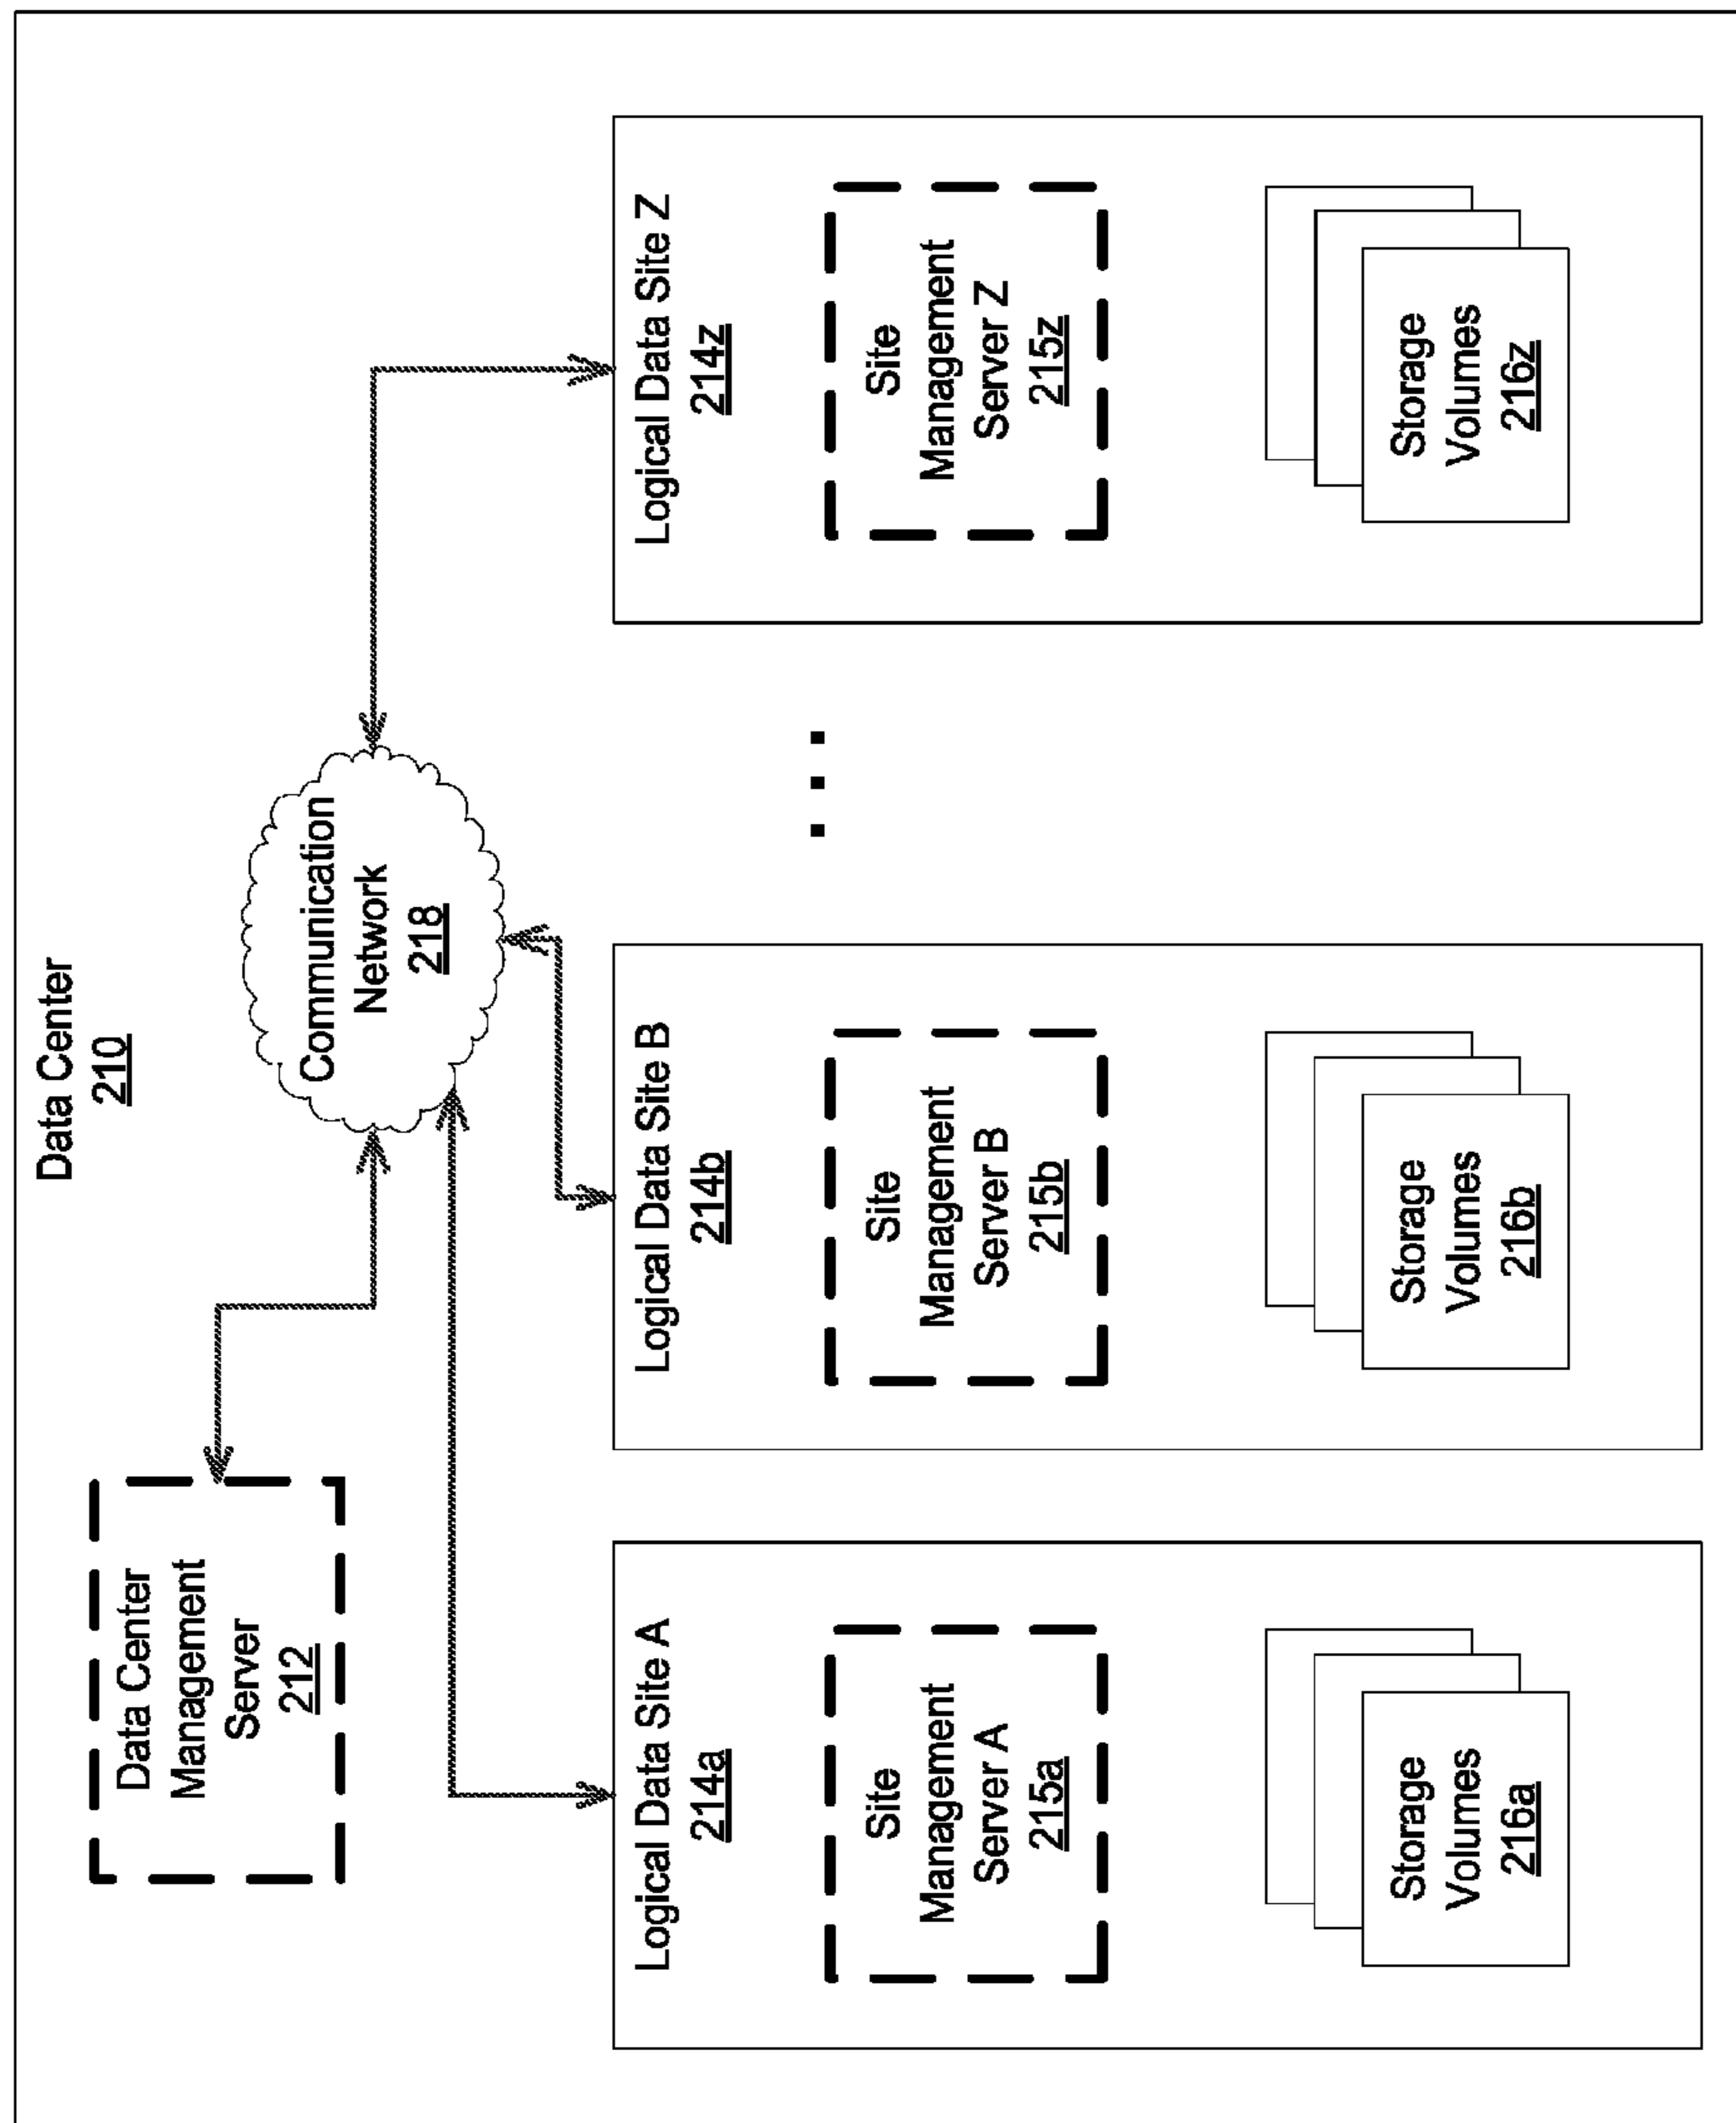 Data Center
210
Data Center
Management
Server
212
Communication
Network
218
Logical Data Site A
214a
Site
Management
Server A
215a
Storage
Volumes
216a
Logical Data Site B
214b
Site
Management
Server B
215b
Storage
Volumes
216b
. . .
Logical Data Site Z
214z
Site
Management
Server Z
215z
Storage
Volumes
216z